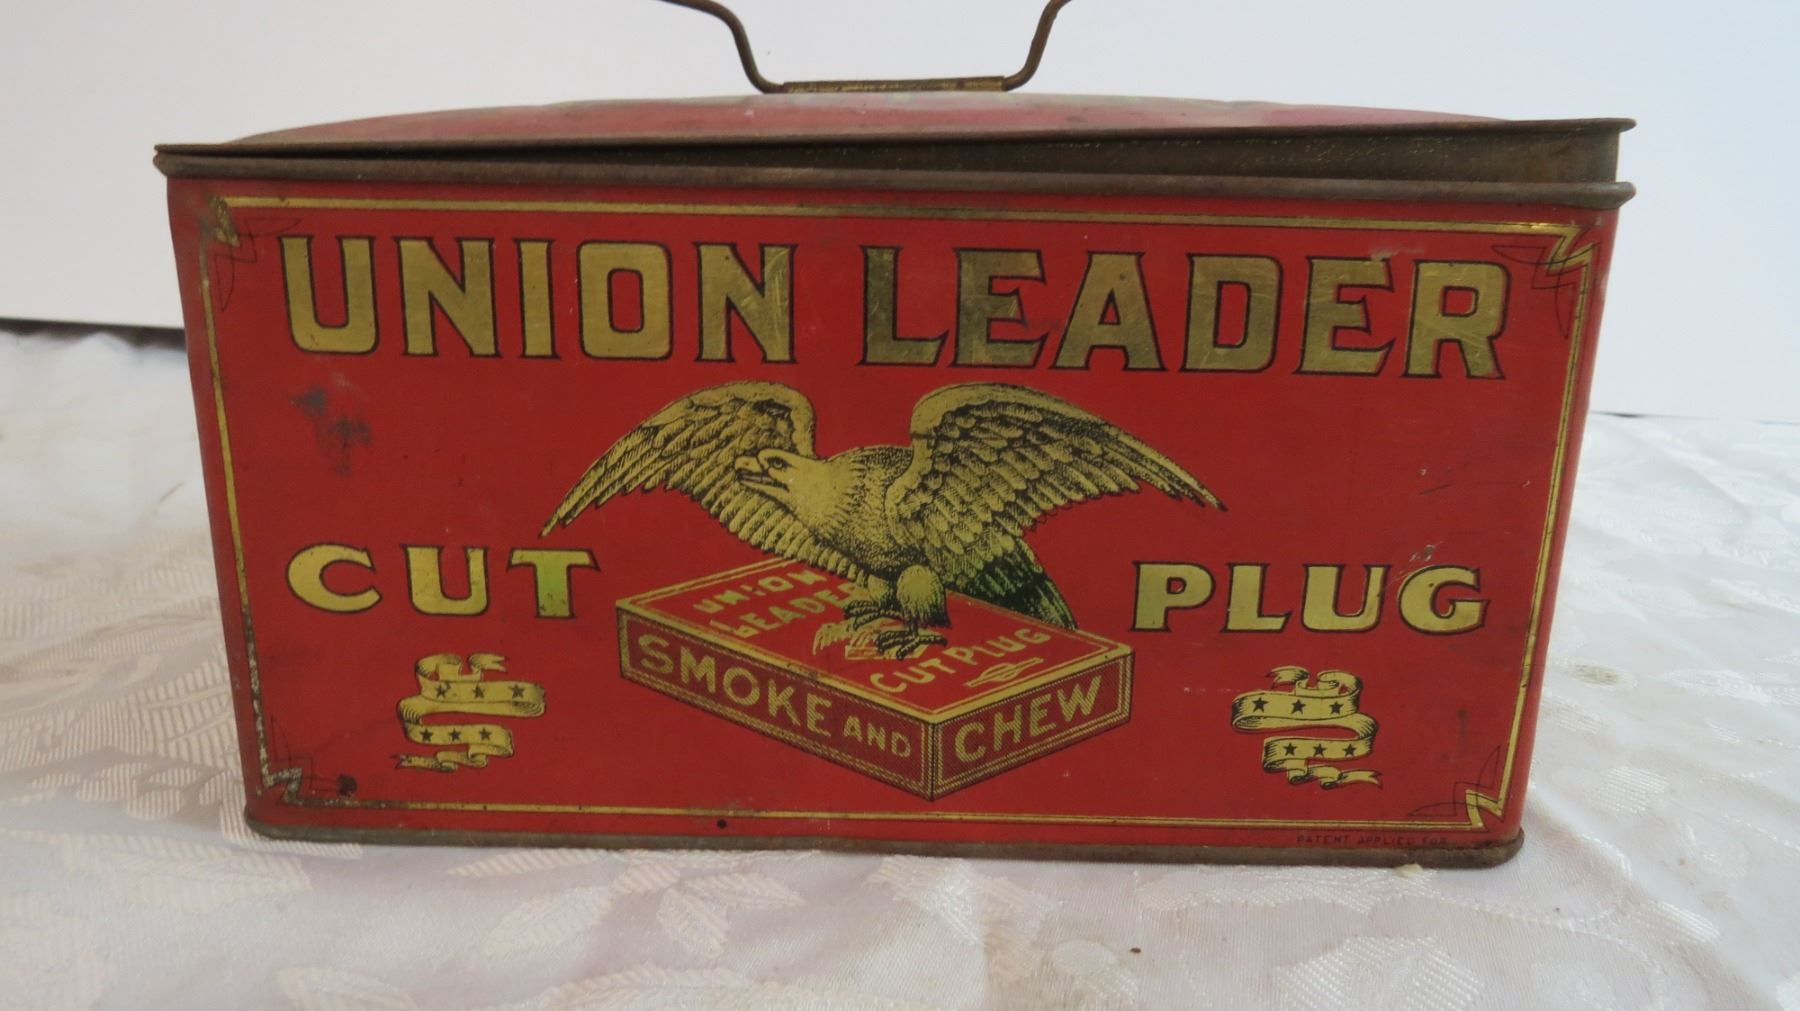 UNION LEADER
CUT PLUG
UNION
LEADER
CUT PLUG
SMOKE AND CHEW
PATENT APPLIED FOR